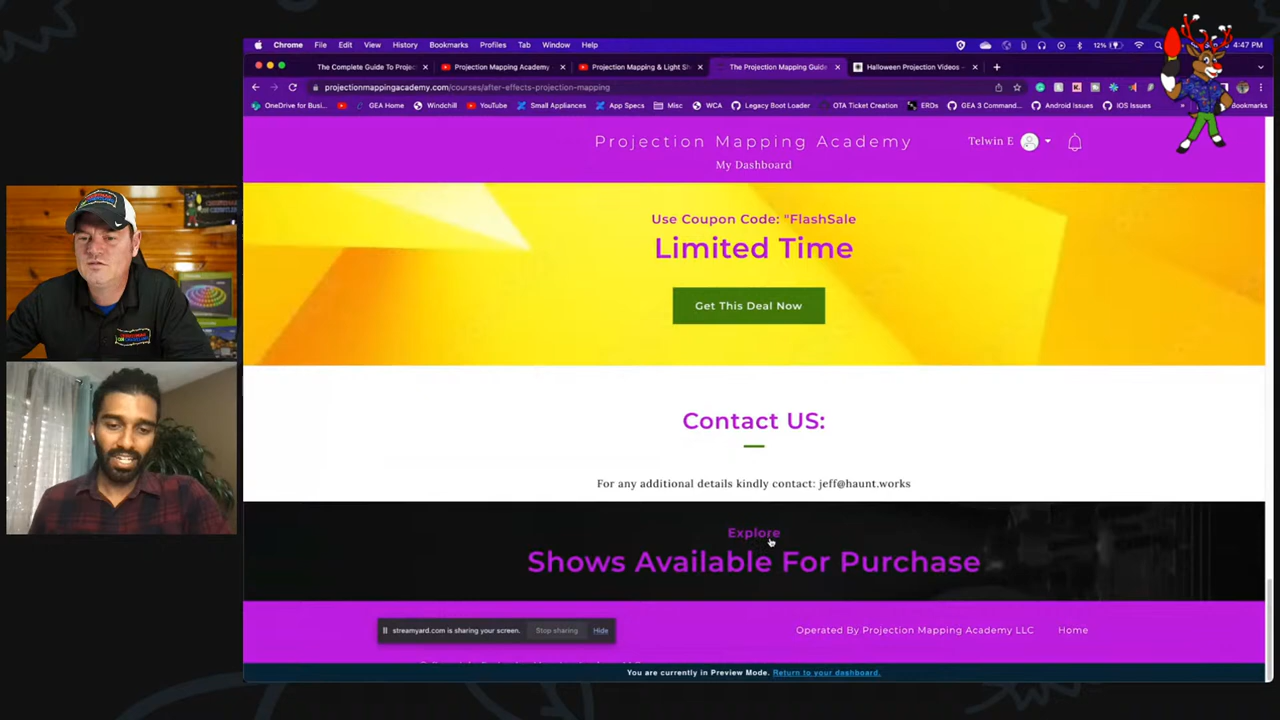 Chrome File Edit View History Bookmarks Profiles Tab Window Help
12%
4:47 PM
The Complete Guide To Proje
Projection Mapping Academy
Projection Mapping & Light Sh
The Projection Mapping Guide
Halloween Projection Videos
projectionmappingacademy.com/courses/after-effects-projection-mapping
OneDrive for Busi... GEA Home Windchill YouTube Small Appliances App Specs Misc WCA Legacy Boot Loader OTA Ticket Creation ERDs GEA 3 Command... Android Issues IOS Issues » Bookmarks
Projection Mapping Academy
Telwin E
My Dashboard
Use Coupon Code: "FlashSale
Limited Time
Get This Deal Now
Contact US:
For any additional details kindly contact: jeff@haunt.works
Explore
Shows Available For Purchase
streamyard.com is sharing your screen. Stop sharing Hide
Operated By Projection Mapping Academy LLC Home
You are currently in Preview Mode. Return to your dashboard.